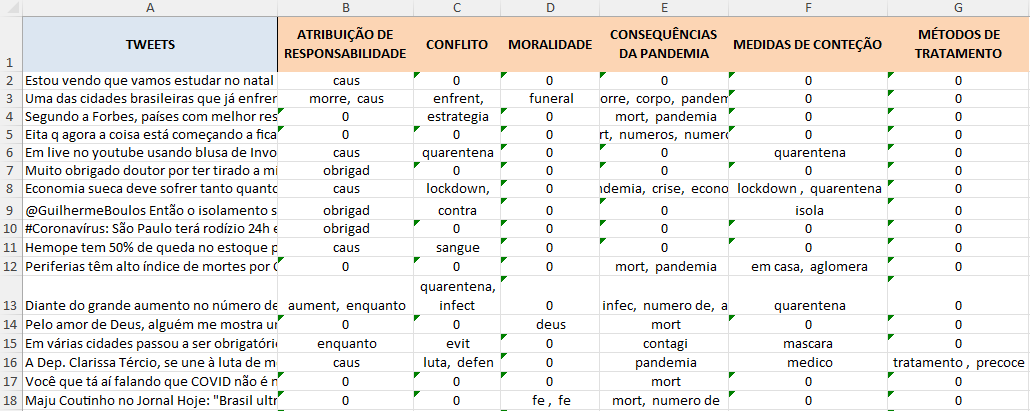 A B C D E F G
1 TWEETS ATRIBUIÇÃO DE RESPONSABILIDADE CONFLITO MORALIDADE CONSEQUÊNCIAS DA PANDEMIA MEDIDAS DE CONTEÇÃO MÉTODOS DE TRATAMENTO
2 Estou vendo que vamos estudar no natal caus 0 0 0 0 0
3 Uma das cidades brasileiras que já enfren morre, caus enfrent, funeral orre, corpo, pandem 0 0
4 Segundo a Forbes, países com melhor res 0 estrategia 0 mort, pandemia 0 0
5 Eita q agora a coisa está começando a fica 0 0 0 rt, numeros, numero 0 0
6 Em live no youtube usando blusa de Invo caus quarentena 0 0 quarentena 0
7 Muito obrigado doutor por ter tirado a mi obrigad 0 0 0 0 0
8 Economia sueca deve sofrer tanto quanto caus lockdown, 0 ndemia, crise, econo lockdown , quarentena 0
9 @GuilhermeBoulos Então o isolamento s obrigad contra 0 0 isola 0
10 #Coronavírus: São Paulo terá rodízio 24h e obrigad 0 0 0 0 0
11 Hemope tem 50% de queda no estoque p caus sangue 0 0 0 0
12 Periferias têm alto índice de mortes por C 0 0 0 mort, pandemia em casa, aglomera 0
13 Diante do grande aumento no número de aument, enquanto quarentena, infect 0 infec, numero de, a quarentena 0
14 Pelo amor de Deus, alguém me mostra ur 0 0 deus mort 0 0
15 Em várias cidades passou a ser obrigatóri enquanto evit 0 contagi mascara 0
16 A Dep. Clarissa Tércio, se une à luta de m caus luta, defen 0 pandemia medico tratamento , precoce
17 Você que tá aí falando que COVID não é n 0 0 0 mort 0 0
18 Maju Coutinho no Jornal Hoje: "Brasil ultr 0 0 fe , fe mort, numero de 0 0